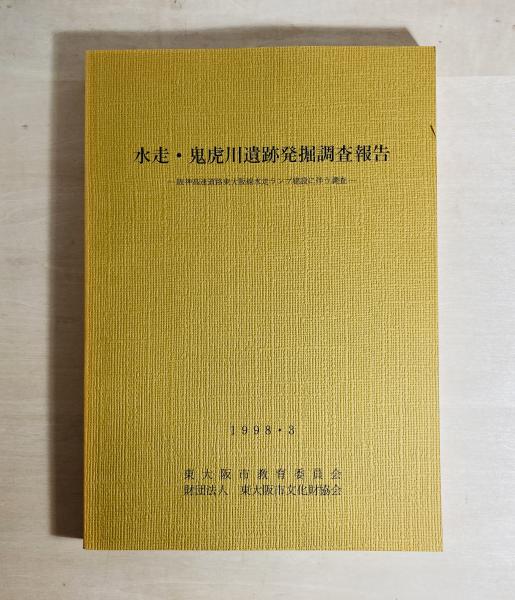 水走・鬼虎川遺跡発掘調査報告
―阪神高速道路東大阪線水走ランプ建設に伴う調査―
1998・3
東大阪市教育委員会
財団法人 東大阪市文化財協会